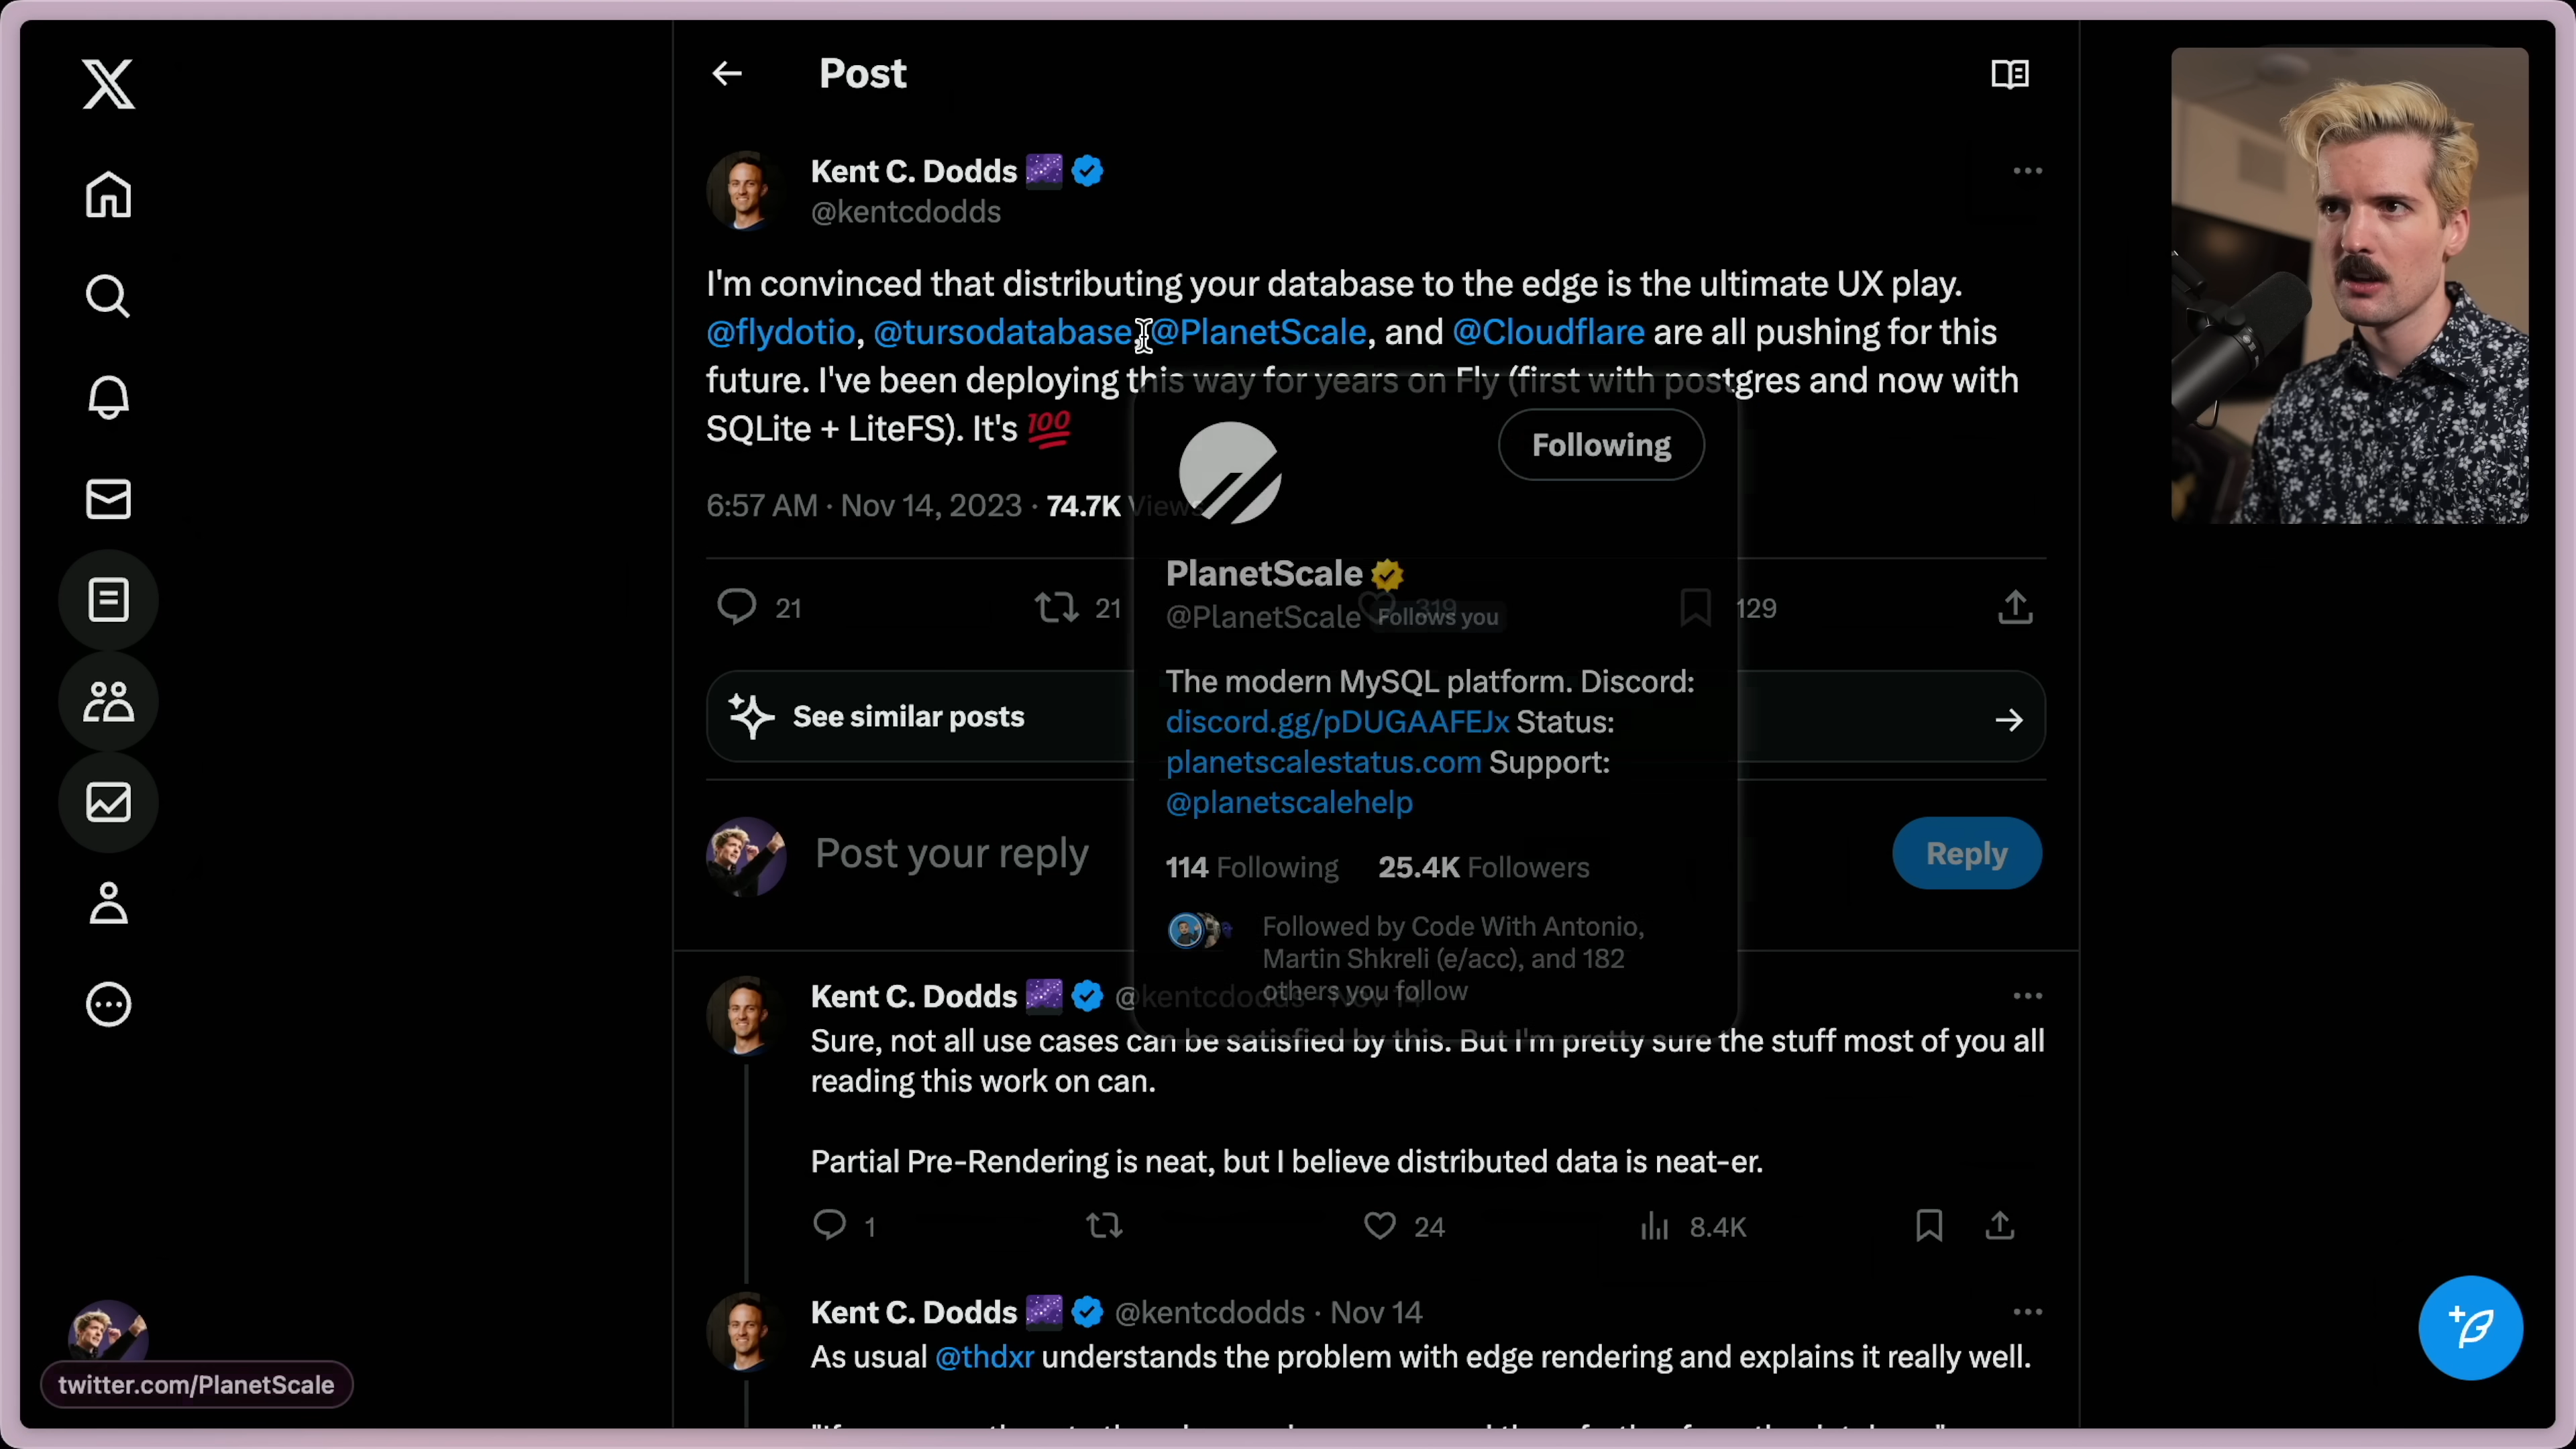 Post
Kent C. Dodds
@kentcdodds
I'm convinced that distributing your database to the edge is the ultimate UX play.
@flydotio, @tursodatabase, @PlanetScale, and @Cloudflare are all pushing for this
future. I've been deploying this way for years on Fly (first with postgres and now with
SQLite + LiteFS). It's 💯
6:57 AM · Nov 14, 2023 · 74.7K Views
21 21 319 129
Following
PlanetScale
@PlanetScale Follows you
The modern MySQL platform. Discord:
discord.gg/pDUGAAFEJx Status:
planetscalestatus.com Support:
@planetscalehelp
114 Following 25.4K Followers
Followed by Code With Antonio,
Martin Shkreli (e/acc), and 182
others you follow
See similar posts
Post your reply
Reply
Kent C. Dodds @kentcdodds · Nov 14
Sure, not all use cases can be satisfied by this. But I'm pretty sure the stuff most of you all
reading this work on can.
Partial Pre-Rendering is neat, but I believe distributed data is neat-er.
1 24 8.4K
Kent C. Dodds @kentcdodds · Nov 14
As usual @thdxr understands the problem with edge rendering and explains it really well.
twitter.com/PlanetScale